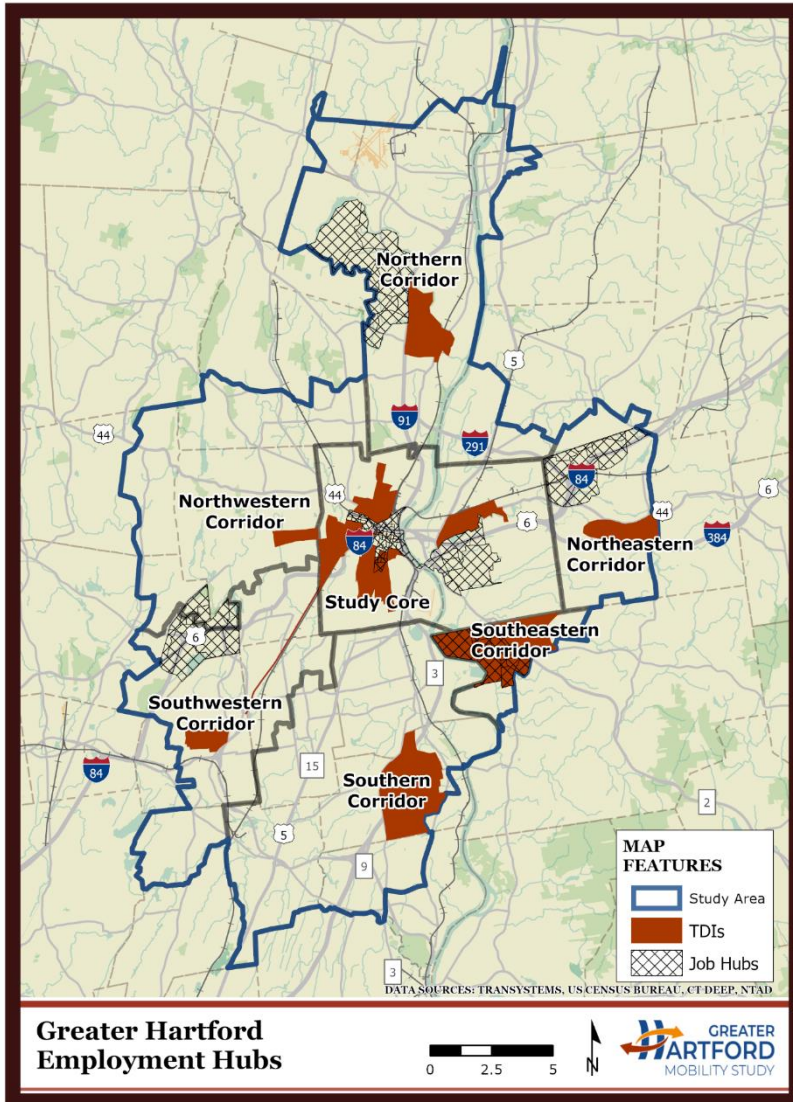 Northern
Corridor
5
91
291
44
84
44
6
Northwestern
Corridor
44
84
6
Northeastern
Corridor
384
Study Core
Southeastern
Corridor
6
3
Southwestern
Corridor
84
15
Southern
Corridor
5
9
2
3
MAP
FEATURES
Study Area
TDIs
Job Hubs
DATA SOURCES: TRANSYSTEMS, US CENSUS BUREAU, CT DEEP, NTAD
Greater Hartford
Employment Hubs
0 2.5 5
N
GREATER
HARTFORD
MOBILITY STUDY